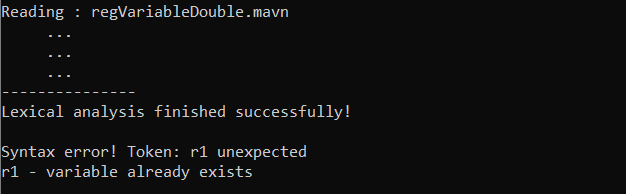 Reading : regVariableDouble.mavn
...
...
...
---------------
Lexical analysis finished successfully!
Syntax error! Token: r1 unexpected
r1 - variable already exists